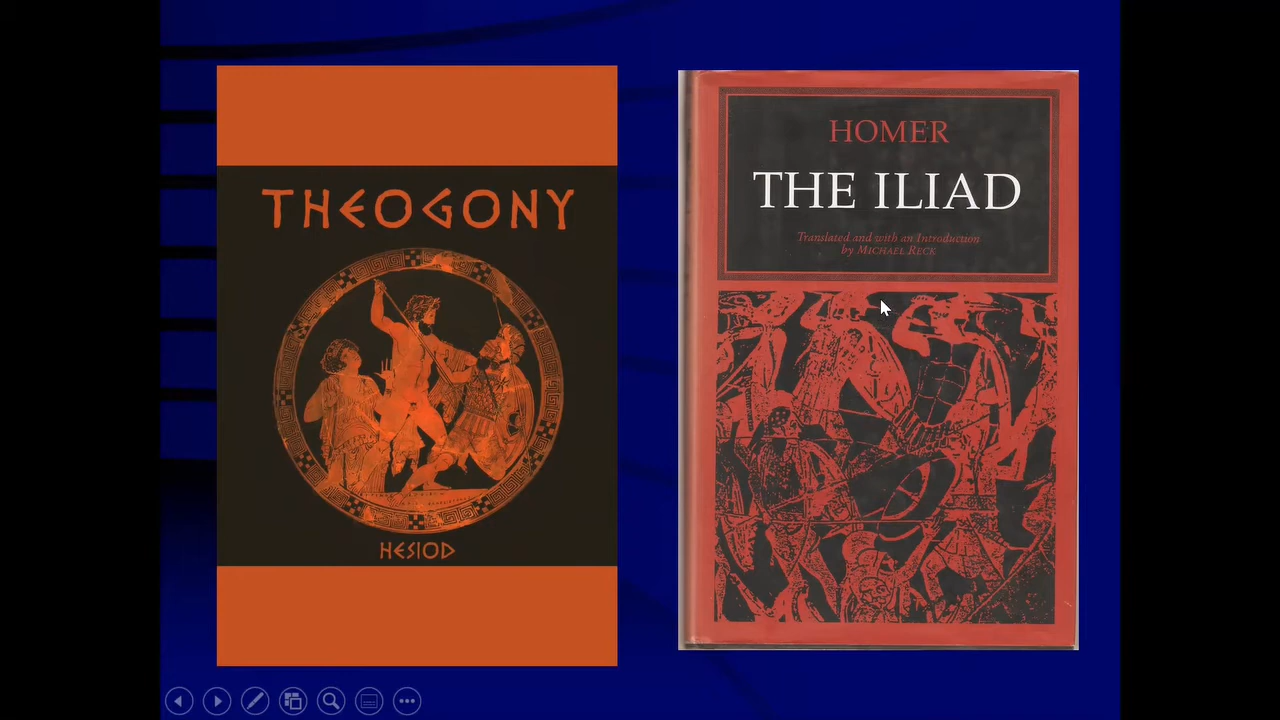 THEOGONY
HESIOD
HOMER
THE ILIAD
Translated and with an Introduction
by MICHAEL RECK